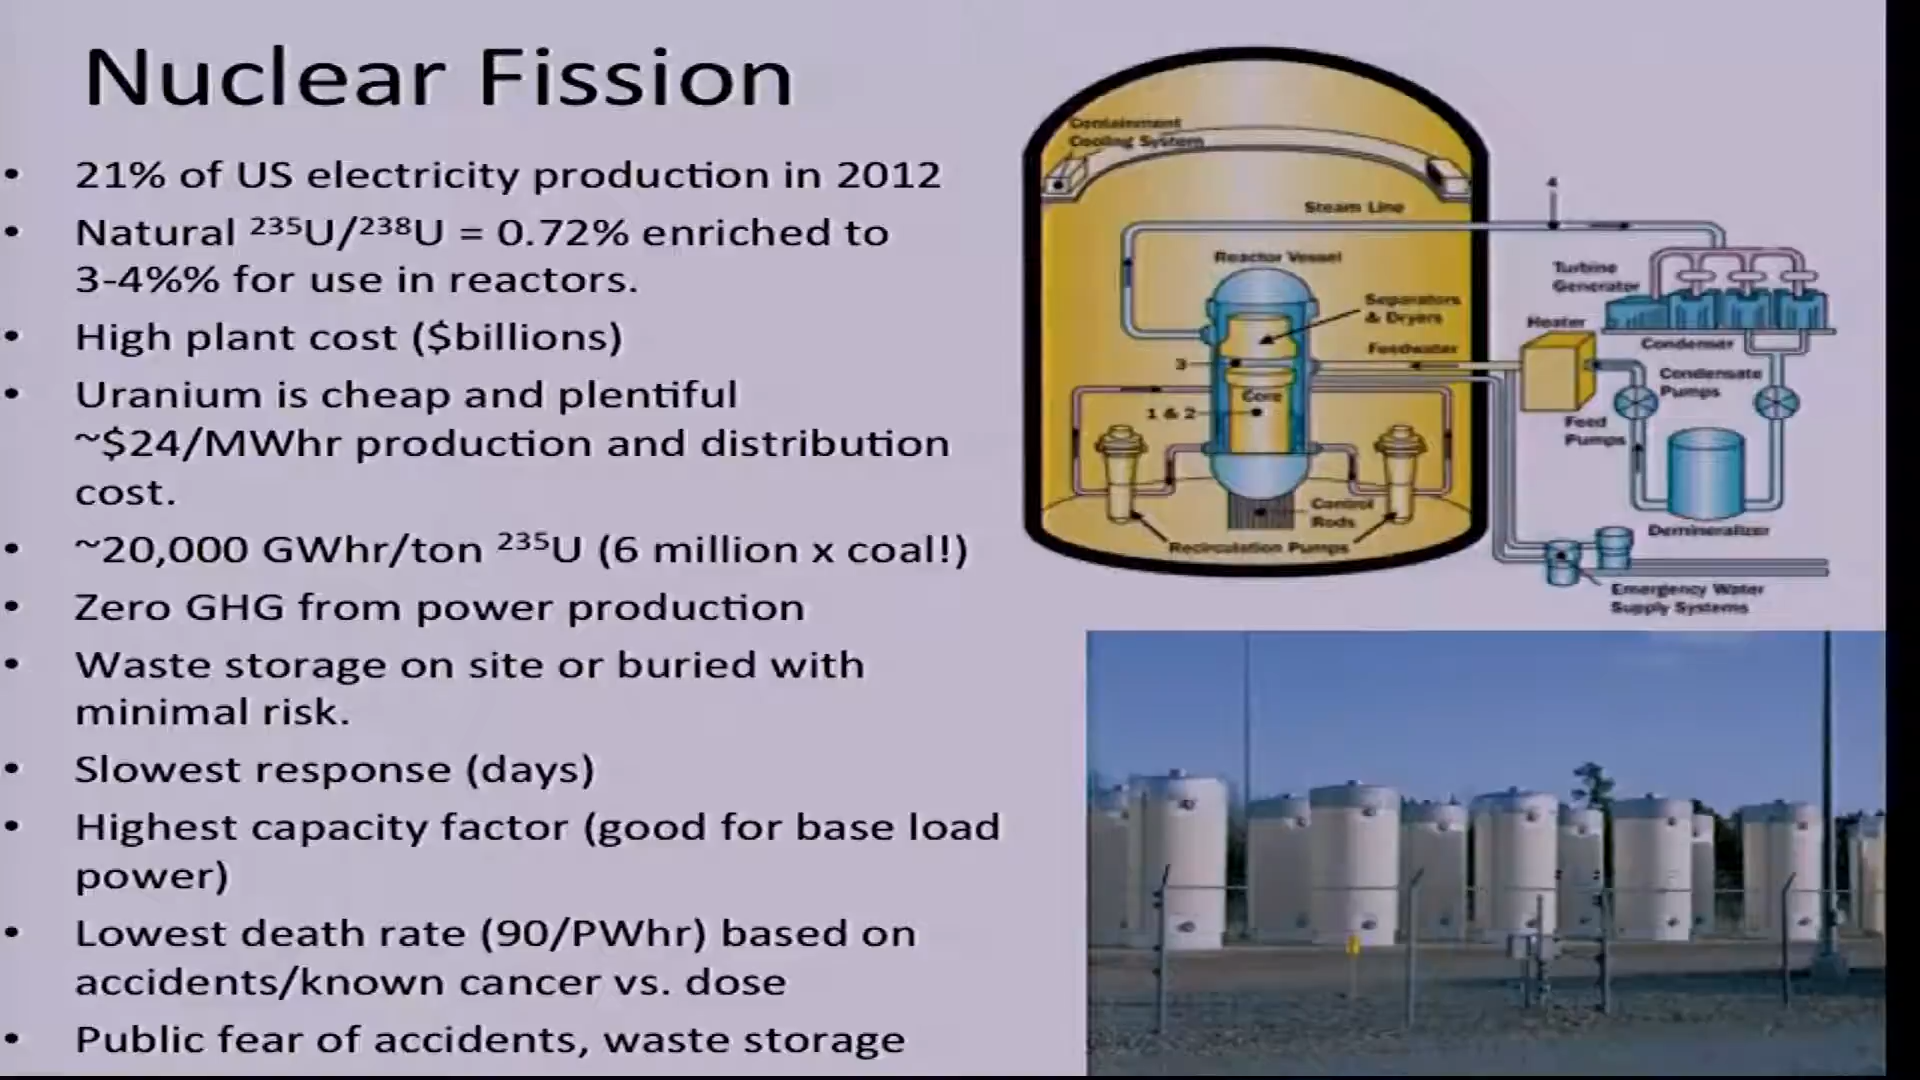 Nuclear Fission
• 21% of US electricity production in 2012
• Natural ²³⁵U/²³⁸U = 0.72% enriched to
3-4%% for use in reactors.
• High plant cost ($billions)
• Uranium is cheap and plentiful
~$24/MWhr production and distribution
cost.
• ~20,000 GWhr/ton ²³⁵U (6 million x coal!)
• Zero GHG from power production
• Waste storage on site or buried with
minimal risk.
• Slowest response (days)
• Highest capacity factor (good for base load
power)
• Lowest death rate (90/PWhr) based on
accidents/known cancer vs. dose
• Public fear of accidents, waste storage
Containment
Cooling System
Steam Line
4
Reactor Vessel
Turbine
Generator
Separators
& Dryers
Heater
Condenser
Feedwater
3
Condensate
Pumps
Core
1 & 2
Feed
Pumps
Control
Rods
Demineralizer
Recirculation Pumps
Emergency Water
Supply Systems